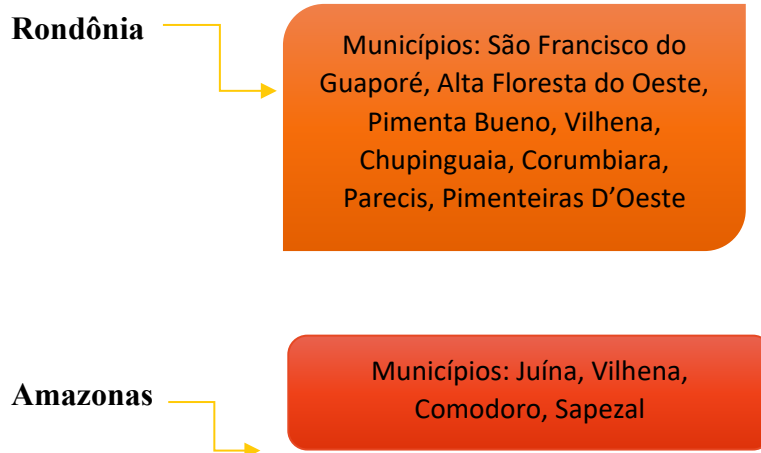 Rondônia
Municípios: São Francisco do
Guaporé, Alta Floresta do Oeste,
Pimenta Bueno, Vilhena,
Chupinguaia, Corumbiara,
Parecis, Pimenteiras D’Oeste
Amazonas
Municípios: Juína, Vilhena,
Comodoro, Sapezal